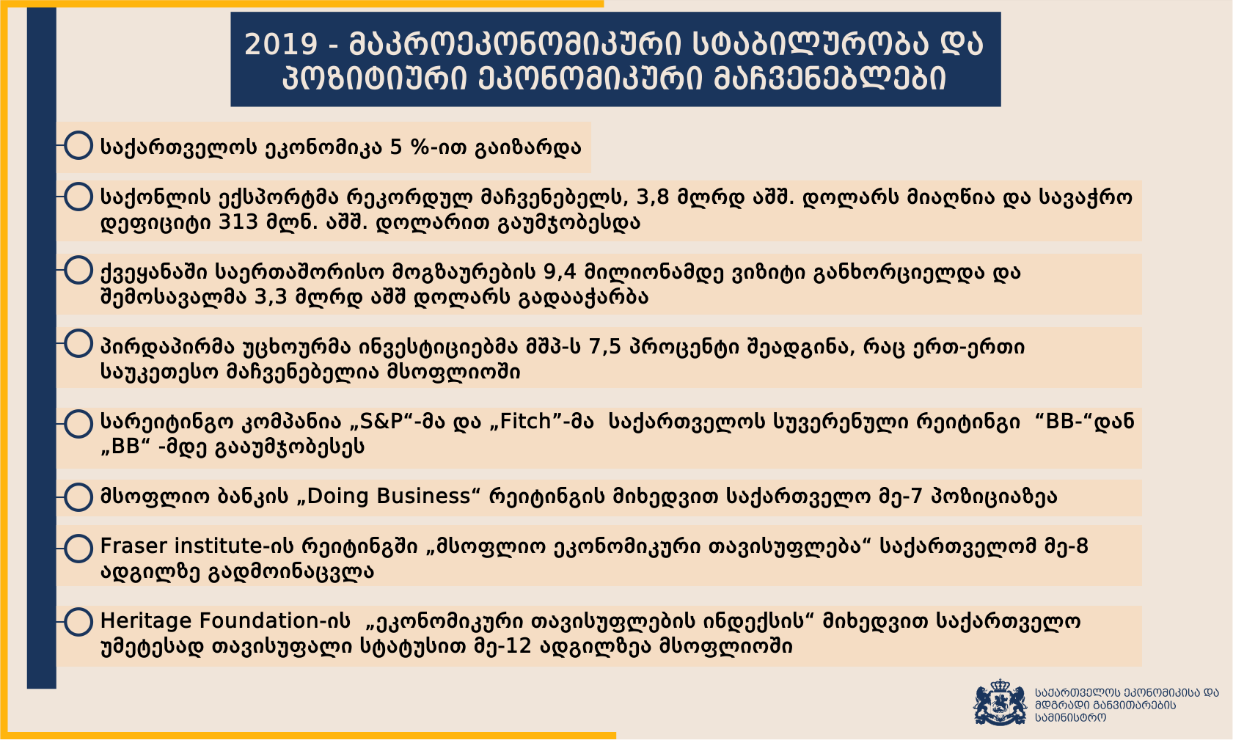 2019 - მაკროეკონომიკური სტაბილურობა და
პოზიტიური ეკონომიკური მაჩვენებლები
საქართველოს ეკონომიკა 5 %-ით გაიზარდა
საქონლის ექსპორტმა რეკორდულ მაჩვენებელს, 3,8 მლრდ აშშ. დოლარს მიაღწია და სავაჭრო
დეფიციტი 313 მლნ. აშშ. დოლარით გაუმჯობესდა
ქვეყანაში საერთაშორისო მოგზაურების 9,4 მილიონამდე ვიზიტი განხორციელდა და
შემოსავალმა 3,3 მლრდ აშშ დოლარს გადააჭარბა
პირდაპირმა უცხოურმა ინვესტიციებმა მშპ-ს 7,5 პროცენტი შეადგინა, რაც ერთ-ერთი
საუკეთესო მაჩვენებელია მსოფლიოში
სარეიტინგო კომპანია „S&P“-მა და „Fitch”-მა საქართველოს სუვერენული რეიტინგი “BB-“დან
„BB“ -მდე გააუმჯობესეს
მსოფლიო ბანკის „Doing Business“ რეიტინგის მიხედვით საქართველო მე-7 პოზიციაზეა
Fraser institute-ის რეიტინგში „მსოფლიო ეკონომიკური თავისუფლება“ საქართველომ მე-8
ადგილზე გადმოინაცვლა
Heritage Foundation-ის „ეკონომიკური თავისუფლების ინდექსის“ მიხედვით საქართველო
უმეტესად თავისუფალი სტატუსით მე-12 ადგილზეა მსოფლიოში
საქართველოს ეკონომიკისა და
მდგრადი განვითარების
სამინისტრო